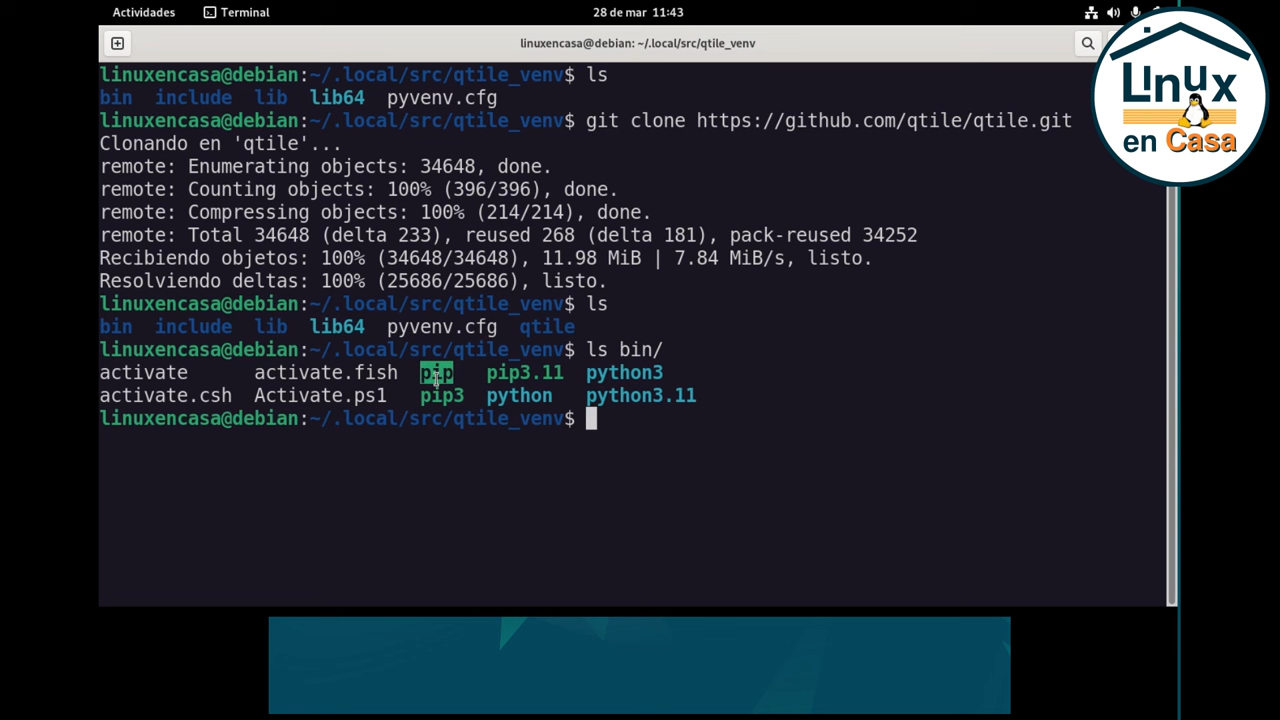 Actividades Terminal 28 de mar 11:43
linuxencasa@debian: ~/.local/src/qtile_venv
LInux
en Casa
linuxencasa@debian:~/.local/src/qtile_venv$ ls
bin include lib lib64 pyvenv.cfg
linuxencasa@debian:~/.local/src/qtile_venv$ git clone https://github.com/qtile/qtile.git
Clonando en 'qtile'...
remote: Enumerating objects: 34648, done.
remote: Counting objects: 100% (396/396), done.
remote: Compressing objects: 100% (214/214), done.
remote: Total 34648 (delta 233), reused 268 (delta 181), pack-reused 34252
Recibiendo objetos: 100% (34648/34648), 11.98 MiB | 7.84 MiB/s, listo.
Resolviendo deltas: 100% (25686/25686), listo.
linuxencasa@debian:~/.local/src/qtile_venv$ ls
bin include lib lib64 pyvenv.cfg qtile
linuxencasa@debian:~/.local/src/qtile_venv$ ls bin/
activate activate.fish pip pip3.11 python3
activate.csh Activate.ps1 pip3 python python3.11
linuxencasa@debian:~/.local/src/qtile_venv$